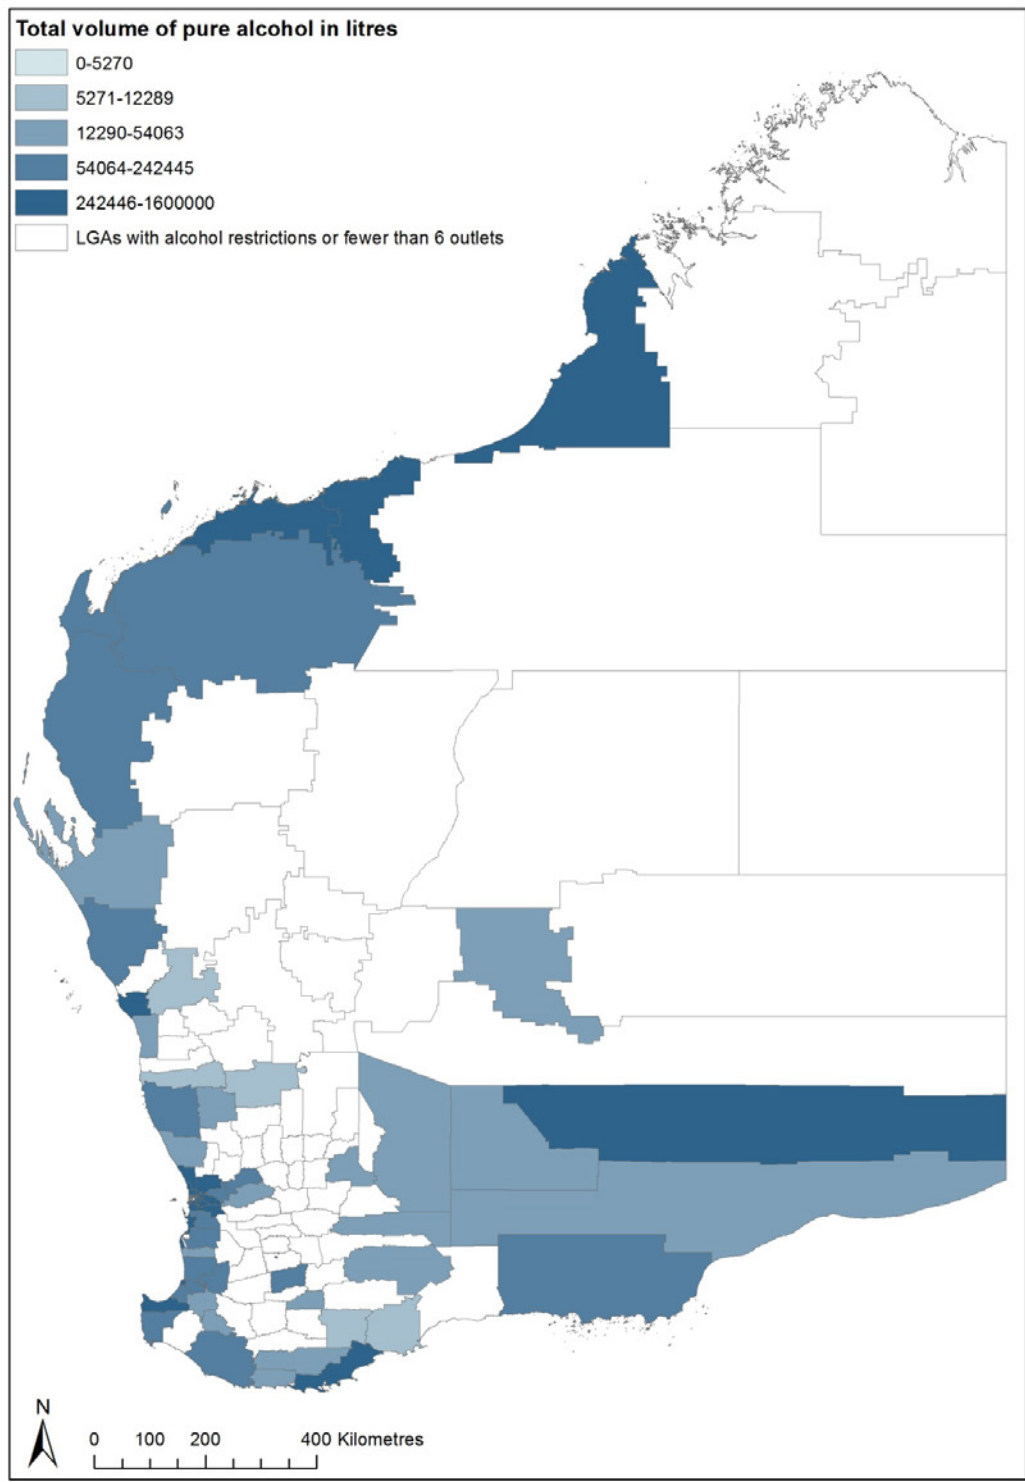 Total volume of pure alcohol in litres
0-5270
5271-12289
12290-54063
54064-242445
242446-1600000
LGAs with alcohol restrictions or fewer than 6 outlets
N
0 100 200 400 Kilometres